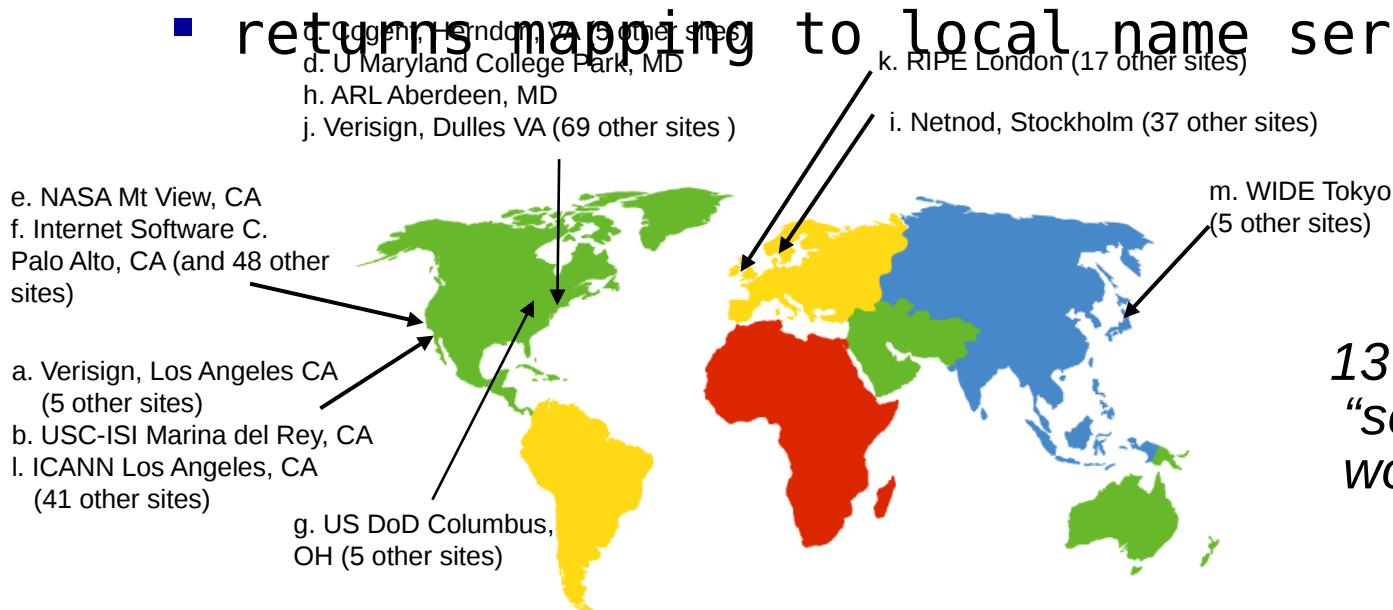 returns mapping to local name ser
c. Cogent, Herndon, VA (5 other sites)
d. U Maryland College Park, MD
h. ARL Aberdeen, MD
j. Verisign, Dulles VA (69 other sites )
k. RIPE London (17 other sites)
i. Netnod, Stockholm (37 other sites)
m. WIDE Tokyo
(5 other sites)
e. NASA Mt View, CA
f. Internet Software C.
Palo Alto, CA (and 48 other
sites)
a. Verisign, Los Angeles CA
(5 other sites)
b. USC-ISI Marina del Rey, CA
l. ICANN Los Angeles, CA
(41 other sites)
g. US DoD Columbus,
OH (5 other sites)
13
“s
wo